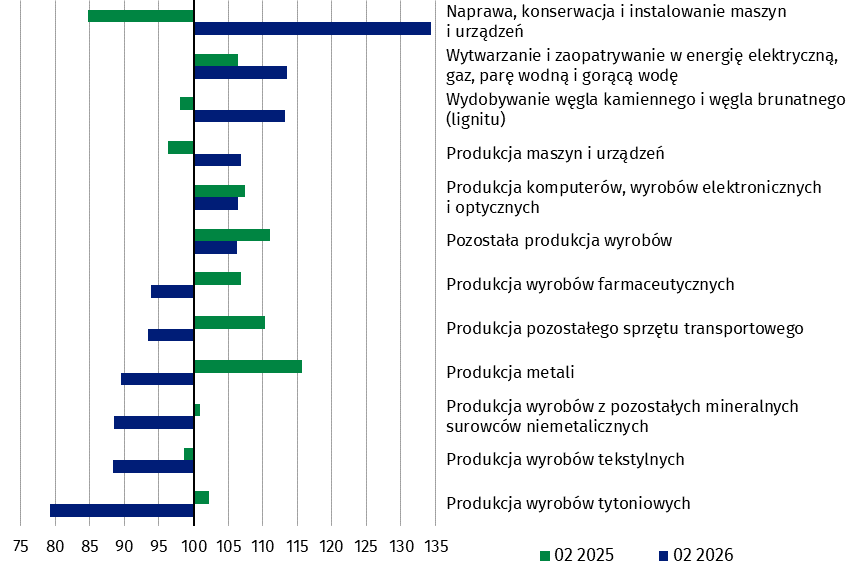 Naprawa, konserwacja i instalowanie maszyn
i urządzeń
Wytwarzanie i zaopatrywanie w energię elektryczną,
gaz, parę wodną i gorącą wodę
Wydobywanie węgla kamiennego i węgla brunatnego
(lignitu)
Produkcja maszyn i urządzeń
Produkcja komputerów, wyrobów elektronicznych
i optycznych
Pozostała produkcja wyrobów
Produkcja wyrobów farmaceutycznych
Produkcja pozostałego sprzętu transportowego
Produkcja metali
Produkcja wyrobów z pozostałych mineralnych
surowców niemetalicznych
Produkcja wyrobów tekstylnych
Produkcja wyrobów tytoniowych
75 80 85 90 95 100 105 110 115 120 125 130 135
02 2025 02 2026